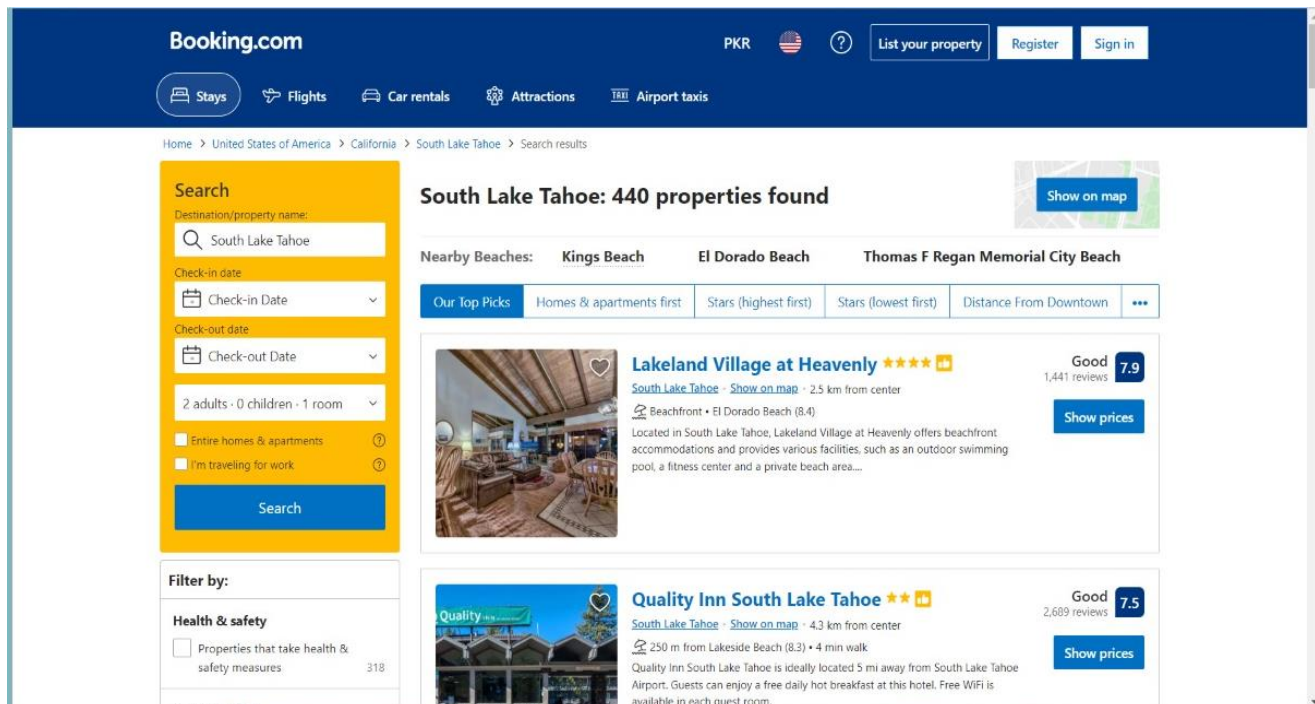 Booking.com
PKR
List your property
Register
Sign in
Stays
Flights
Car rentals
Attractions
TAXI
Airport taxis
Home > United States of America > California > South Lake Tahoe > Search results
Search
Destination/property name:
South Lake Tahoe
Check-in date
Check-in Date
Check-out date
Check-out Date
2 adults · 0 children · 1 room
Entire homes & apartments
I'm traveling for work
Search
Filter by:
Health & safety
Properties that take health &
safety measures 318
South Lake Tahoe: 440 properties found
Show on map
Nearby Beaches: Kings Beach El Dorado Beach Thomas F Regan Memorial City Beach
Our Top Picks
Homes & apartments first
Stars (highest first)
Stars (lowest first)
Distance From Downtown
Lakeland Village at Heavenly
South Lake Tahoe · Show on map · 2.5 km from center
Beachfront • El Dorado Beach (8.4)
Located in South Lake Tahoe, Lakeland Village at Heavenly offers beachfront
accommodations and provides various facilities, such as an outdoor swimming
pool, a fitness center and a private beach area....
Good
1,441 reviews
7.9
Show prices
Quality
Quality Inn South Lake Tahoe
South Lake Tahoe · Show on map · 4.3 km from center
250 m from Lakeside Beach (8.3) • 4 min walk
Quality Inn South Lake Tahoe is ideally located 5 mi away from South Lake Tahoe
Airport. Guests can enjoy a free daily hot breakfast at this hotel. Free WiFi is
available in each guest room.
Good
2,689 reviews
7.5
Show prices